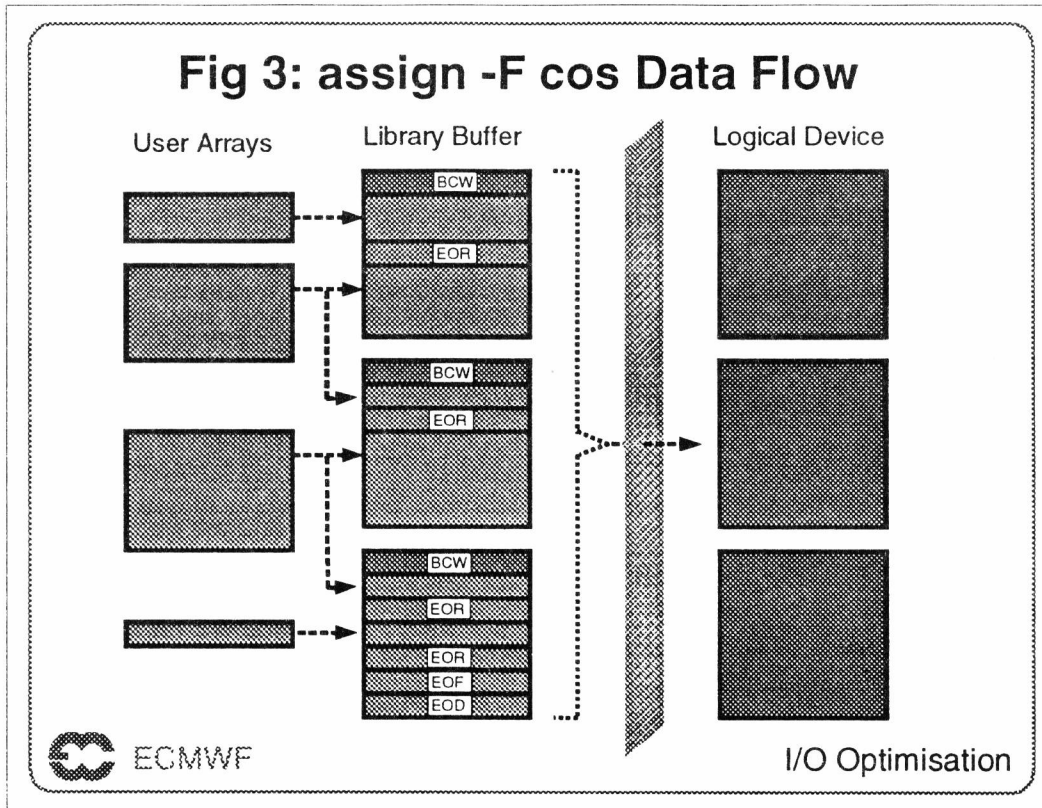 Fig 3: assign -F cos Data Flow
User Arrays
Library Buffer
Logical Device
BCW
EOR
BCW
EOR
BCW
EOR
EOR
EOF
EOD
ECMWF
I/O Optimisation